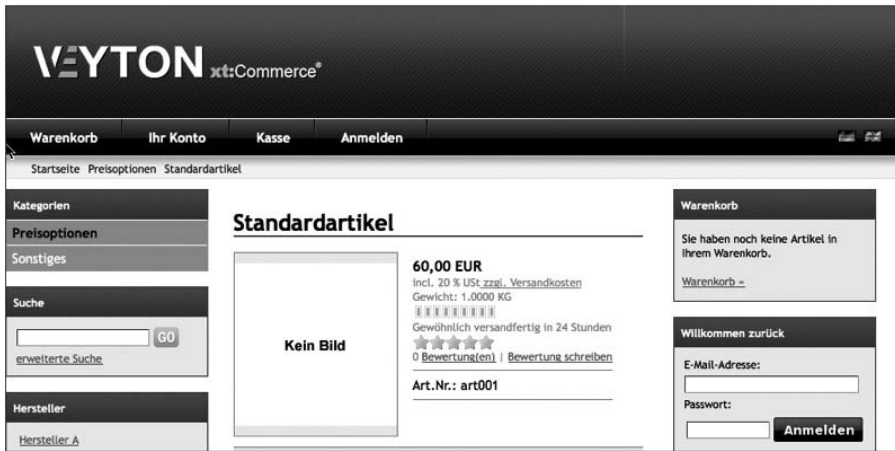 VEYTON xt:Commerce®
Warenkorb Ihr Konto Kasse Anmelden
Startseite Preisoptionen Standardartikel
Kategorien
Preisoptionen
Sonstiges
Suche
GO
erweiterte Suche
Hersteller
Hersteller A
Standardartikel
Kein Bild
60,00 EUR
incl. 20 % USt zzgl. Versandkosten
Gewicht: 1.0000 KG
Gewöhnlich versandfertig in 24 Stunden
0 Bewertung(en) | Bewertung schreiben
Art.Nr.: art001
Warenkorb
Sie haben noch keine Artikel in
Ihrem Warenkorb.
Warenkorb »
Willkommen zurück
E-Mail-Adresse:
Passwort:
Anmelden